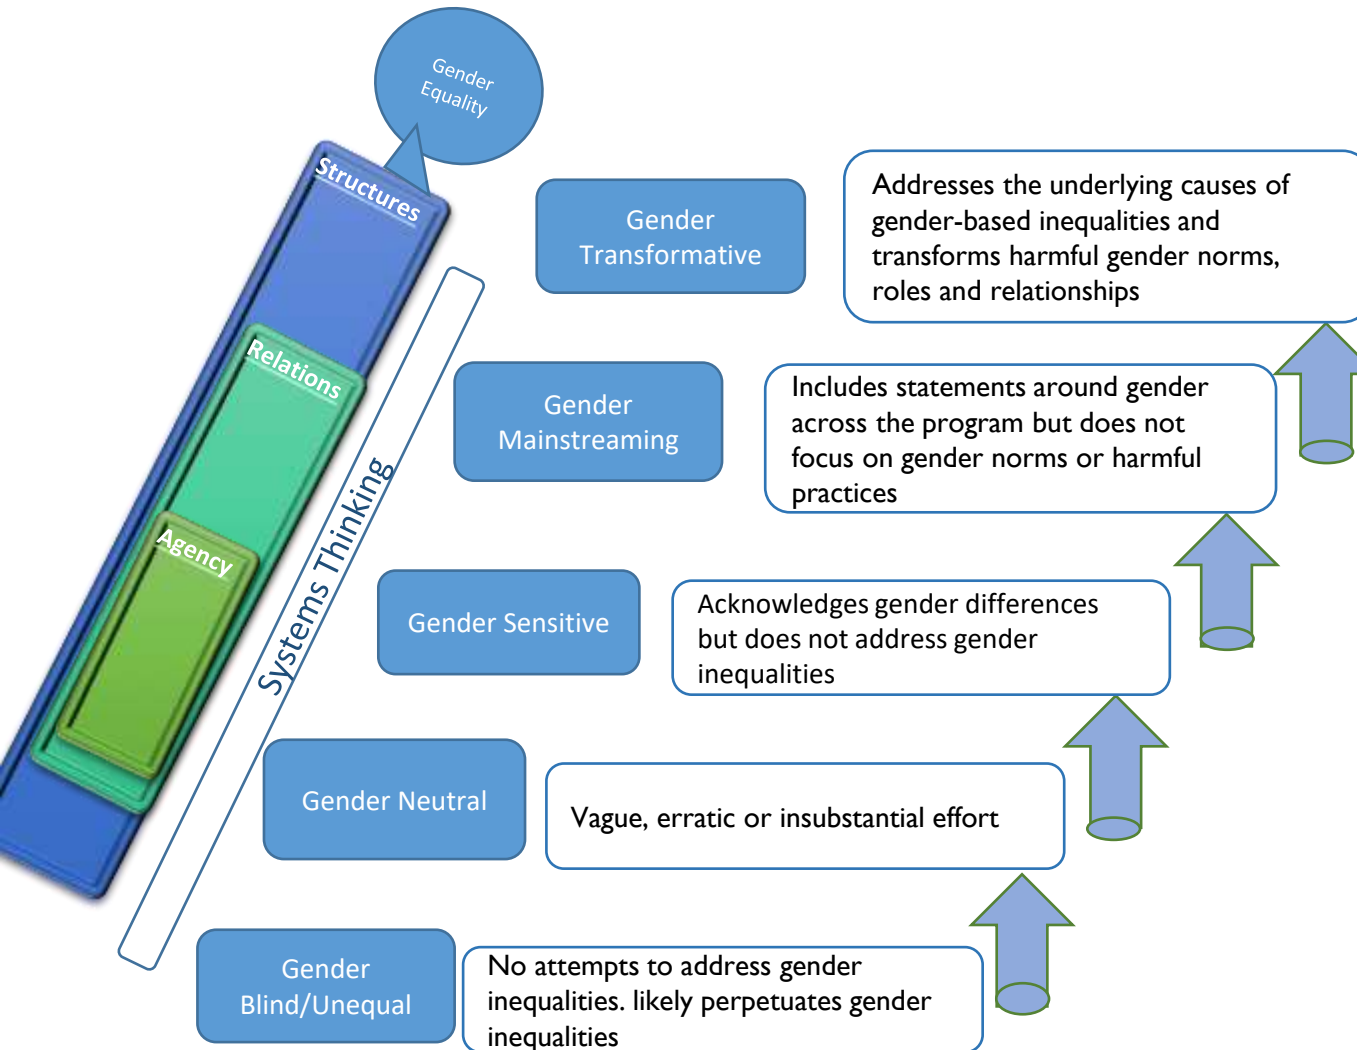 Gender
Equality
Structures
Gender
Transformative
Addresses the underlying causes of
gender-based inequalities and
transforms harmful gender norms,
roles and relationships
Relations
Gender
Mainstreaming
Includes statements around gender
across the program but does not
focus on gender norms or harmful
practices
Systems Thinking
Agency
Gender Sensitive
Acknowledges gender differences
but does not address gender
inequalities
Gender Neutral
Vague, erratic or insubstantial effort
Gender
Blind/Unequal
No attempts to address gender
inequalities. likely perpetuates gender
inequalities